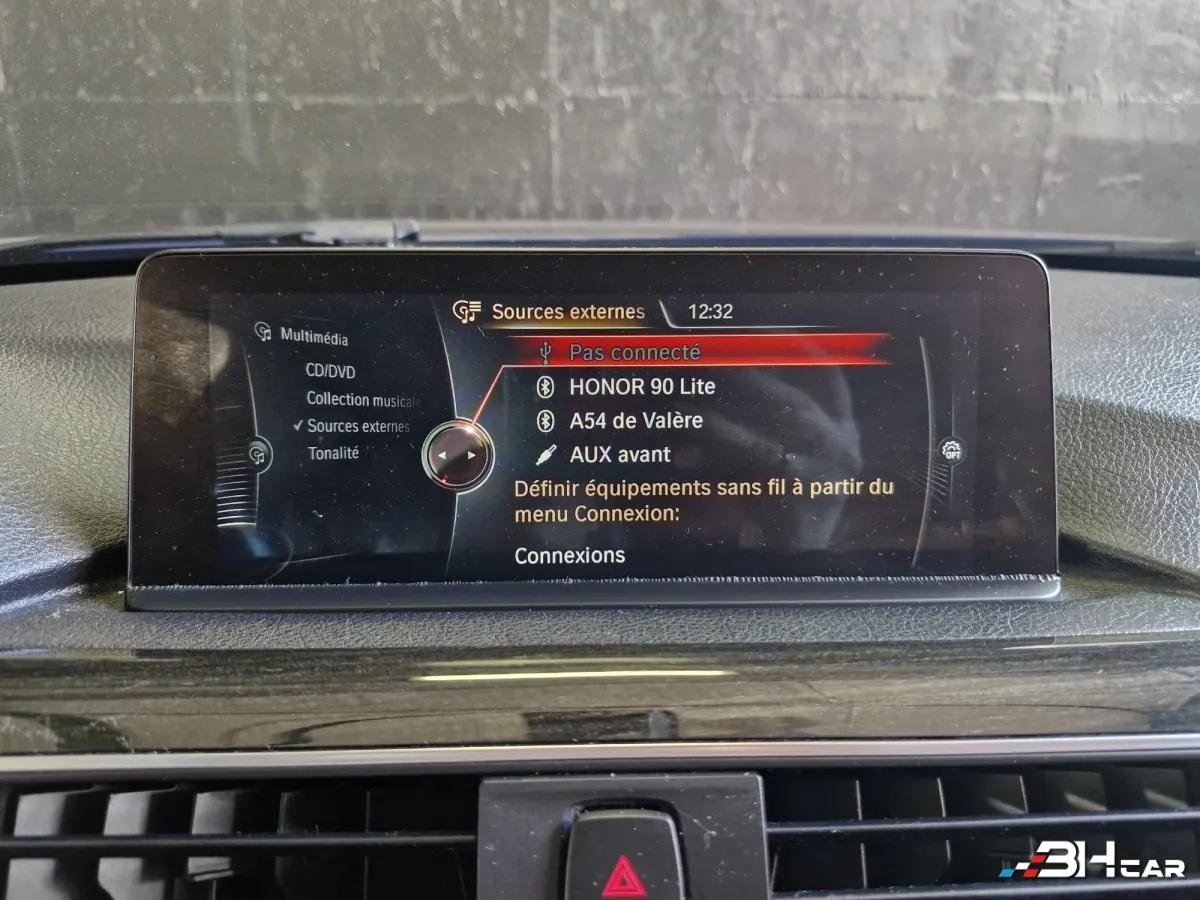 Sources externes
12:32
Multimédia
CD/DVD
Collection musicale
Sources externes
Tonalité
Pas connecté
HONOR 90 Lite
A54 de Valère
AUX avant
Définir équipements sans fil à partir du
menu Connexion:
Connexions
OPT
3HCAR